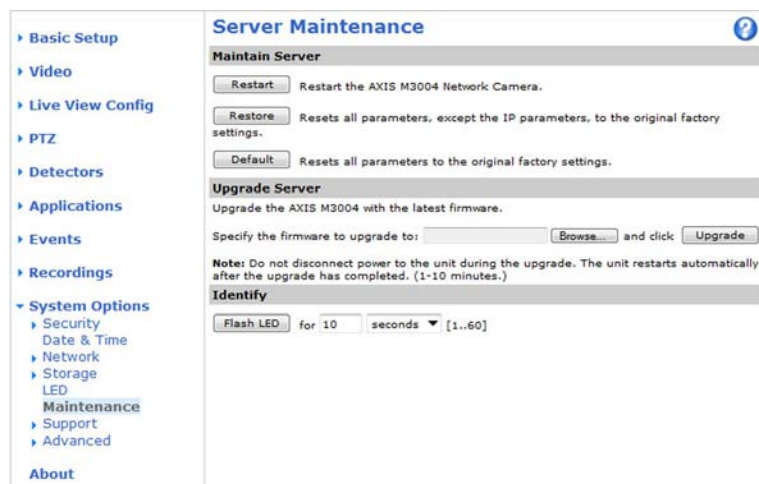 Basic Setup
Video
Live View Config
PTZ
Detectors
Applications
Events
Recordings
System Options
Security
Date & Time
Network
Storage
LED
Maintenance
Support
Advanced
About
Server Maintenance
?
Maintain Server
Restart Restart the AXIS M3004 Network Camera.
Restore Resets all parameters, except the IP parameters, to the original factory
settings.
Default Resets all parameters to the original factory settings.
Upgrade Server
Upgrade the AXIS M3004 with the latest firmware.
Specify the firmware to upgrade to: Browse... and click Upgrade
Note: Do not disconnect power to the unit during the upgrade. The unit restarts automatically
after the upgrade has completed. (1-10 minutes.)
Identify
Flash LED for 10 seconds [1..60]